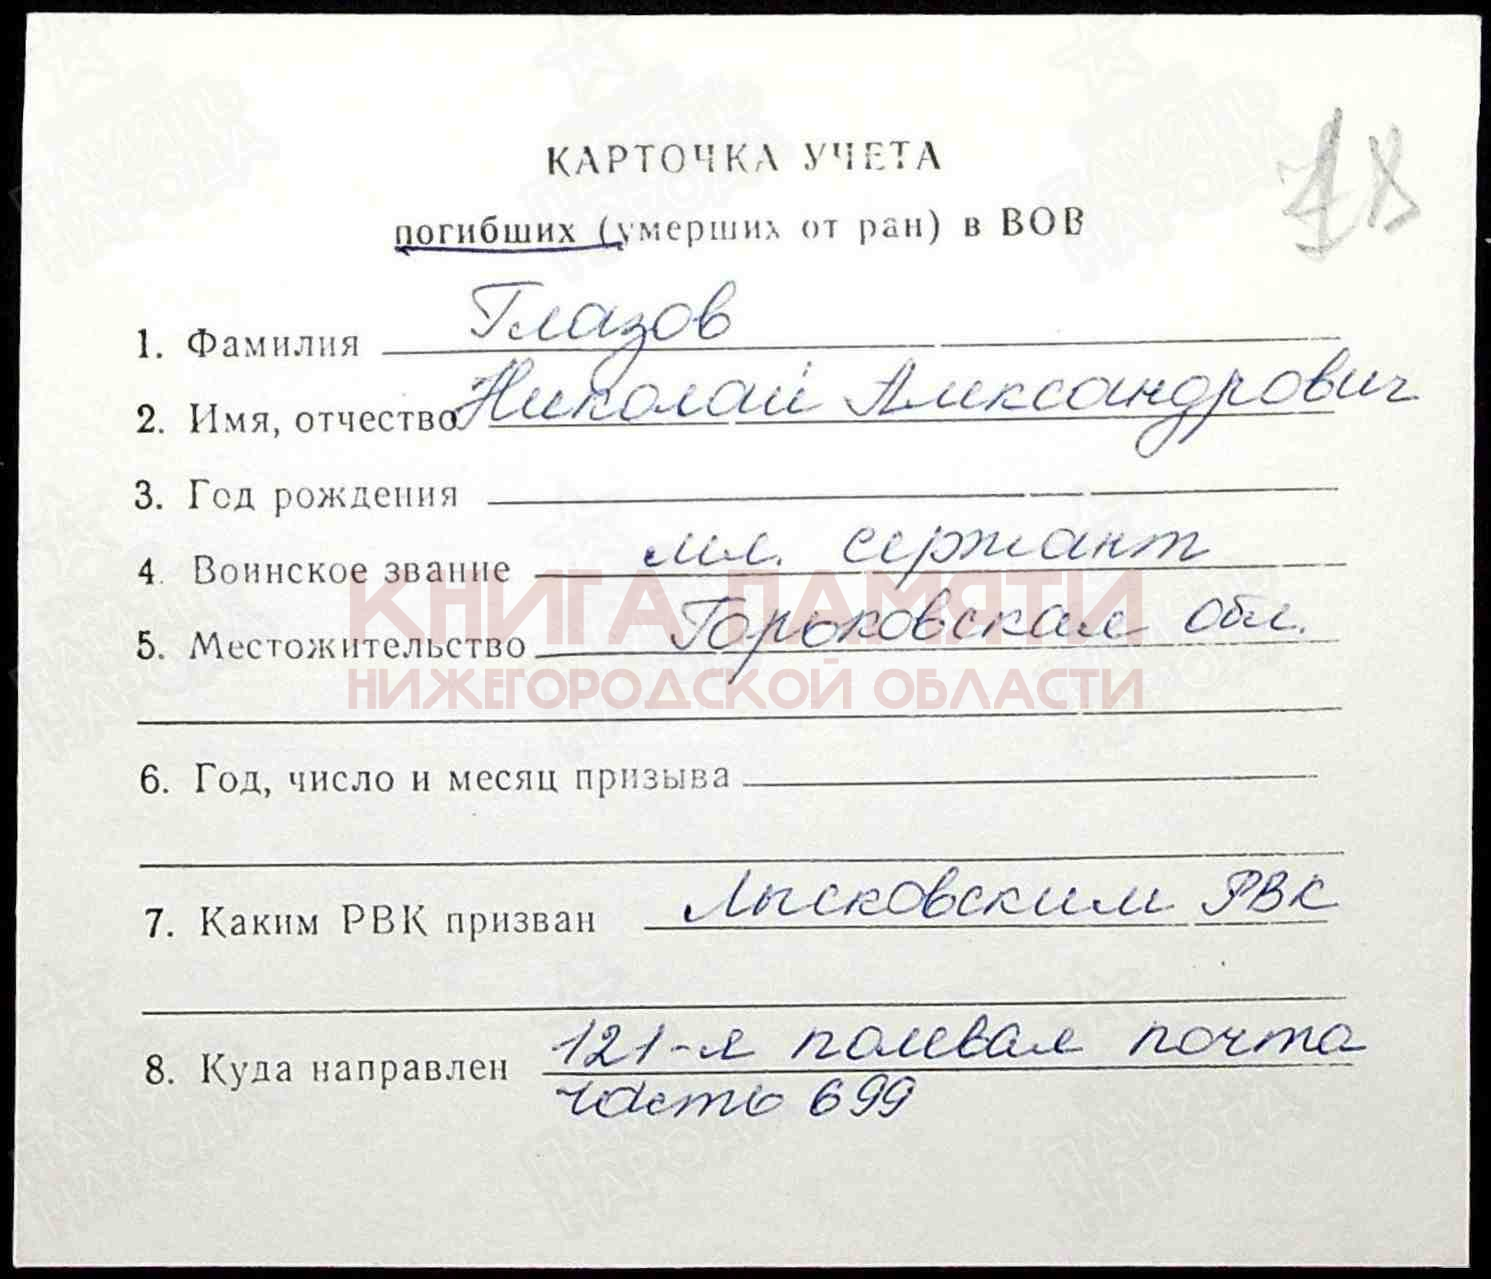 КАРТОЧКА УЧЕТА
погибших (умерших от ран) в ВОВ
1. Фамилия Глазов
2. Имя, отчество Николай Александрович
3. Год рождения
4. Воинское звание мл. сержант
КНИГА ПАМЯТИ
5. Местожительство Горьковская обл.
НИЖЕГОРОДСКОЙ ОБЛАСТИ
6. Год, число и месяц призыва
7. Каким РВК призван Лысковским РВК
8. Куда направлен 121-я полевая почта
часть 699